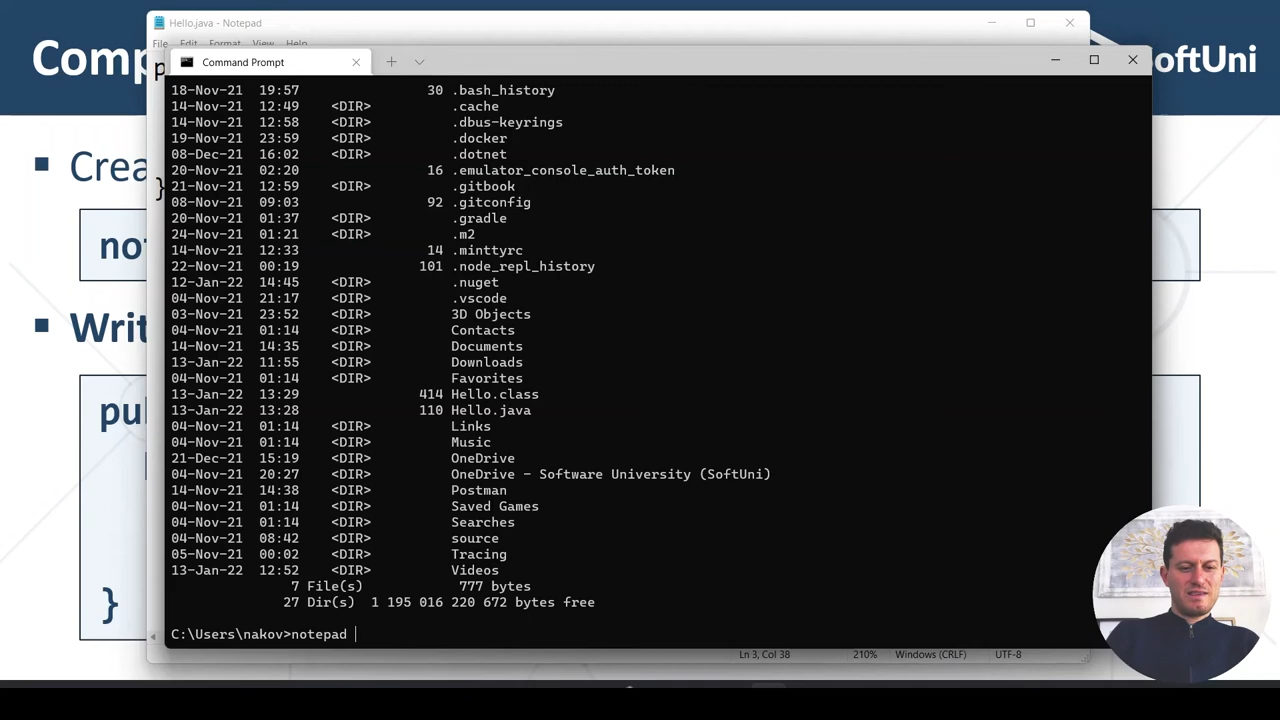 Hello.java - Notepad
File Edit Format View Help
Comp
oftUni
Command Prompt
18-Nov-21 19:57 30 .bash_history
14-Nov-21 12:49 <DIR> .cache
14-Nov-21 12:58 <DIR> .dbus-keyrings
19-Nov-21 23:59 <DIR> .docker
08-Dec-21 16:02 <DIR> .dotnet
20-Nov-21 02:20 16 .emulator_console_auth_token
21-Nov-21 12:59 <DIR> .gitbook
08-Nov-21 09:03 92 .gitconfig
20-Nov-21 01:37 <DIR> .gradle
24-Nov-21 01:21 <DIR> .m2
14-Nov-21 12:33 14 .minttyrc
22-Nov-21 00:19 101 .node_repl_history
12-Jan-22 14:45 <DIR> .nuget
04-Nov-21 21:17 <DIR> .vscode
03-Nov-21 23:52 <DIR> 3D Objects
04-Nov-21 01:14 <DIR> Contacts
14-Nov-21 14:35 <DIR> Documents
13-Jan-22 11:55 <DIR> Downloads
04-Nov-21 01:14 <DIR> Favorites
13-Jan-22 13:29 414 Hello.class
13-Jan-22 13:28 110 Hello.java
04-Nov-21 01:14 <DIR> Links
04-Nov-21 01:14 <DIR> Music
21-Dec-21 15:19 <DIR> OneDrive
04-Nov-21 20:27 <DIR> OneDrive - Software University (SoftUni)
14-Nov-21 14:38 <DIR> Postman
04-Nov-21 01:14 <DIR> Saved Games
04-Nov-21 01:14 <DIR> Searches
04-Nov-21 08:42 <DIR> source
05-Nov-21 00:02 <DIR> Tracing
13-Jan-22 12:52 <DIR> Videos
7 File(s) 777 bytes
27 Dir(s) 1 195 016 220 672 bytes free
C:\Users\nakov>notepad
p
}
Crea
not
Writ
pub
}
Ln 3, Col 38 210% Windows (CRLF) UTF-8